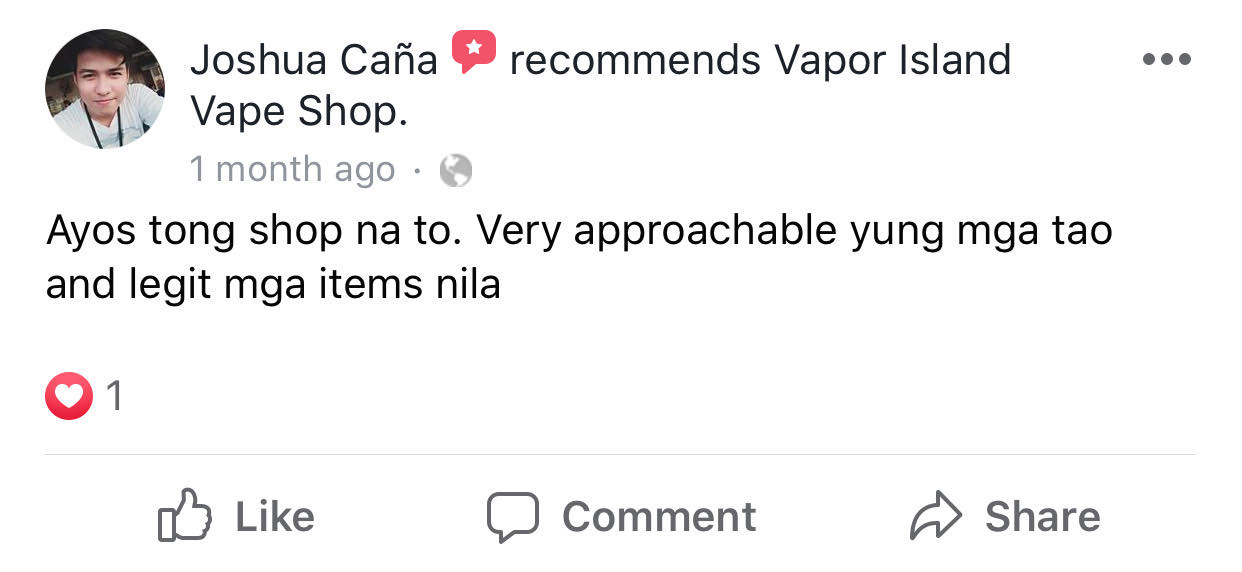 Joshua Caña recommends Vapor Island
Vape Shop.
1 month ago ·
Ayos tong shop na to. Very approachable yung mga tao
and legit mga items nila
1
Like Comment Share